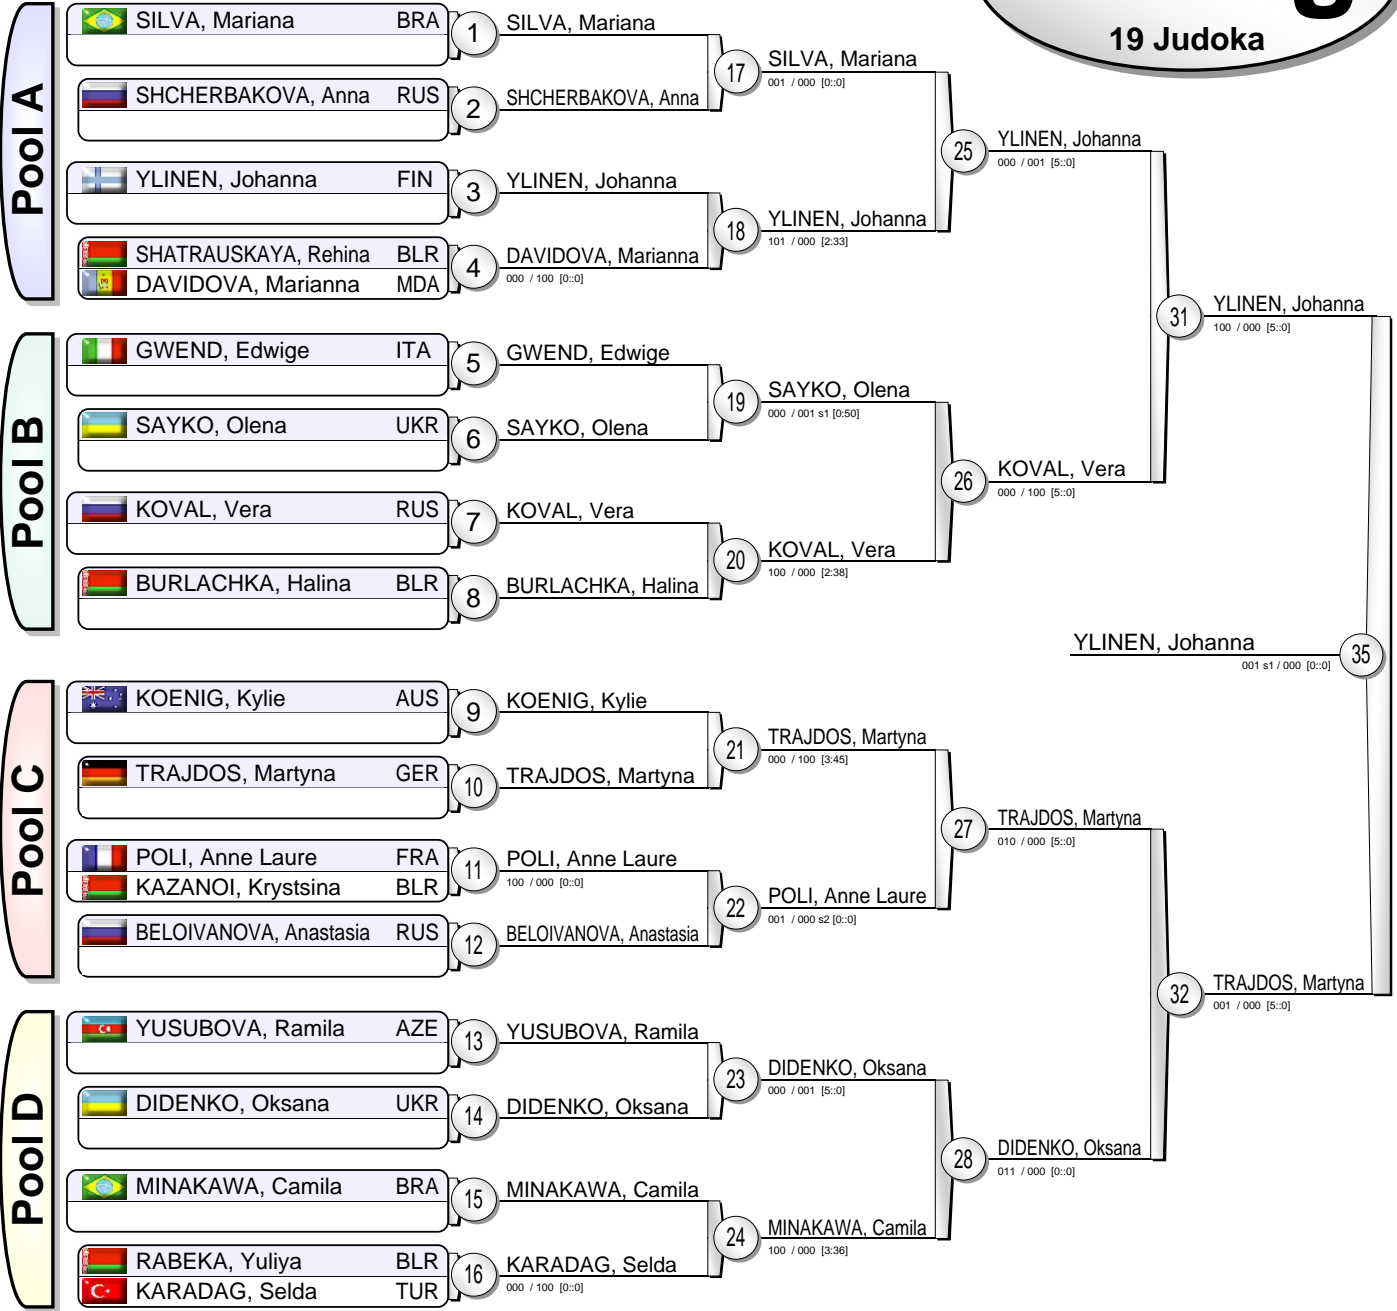 19 Judoka
Pool A
SILVA, Mariana BRA
1
SHCHERBAKOVA, Anna RUS
2
YLINEN, Johanna FIN
3
SHATRAUSKAYA, Rehina BLR
DAVIDOVA, Marianna MDA
4
Pool B
GWEND, Edwige ITA
5
SAYKO, Olena UKR
6
KOVAL, Vera RUS
7
BURLACHKA, Halina BLR
8
Pool C
KOENIG, Kylie AUS
9
TRAJDOS, Martyna GER
10
POLI, Anne Laure FRA
KAZANOI, Krystsina BLR
11
BELOIVANOVA, Anastasia RUS
12
Pool D
YUSUBOVA, Ramila AZE
13
DIDENKO, Oksana UKR
14
MINAKAWA, Camila BRA
15
RABEKA, Yuliya BLR
KARADAG, Selda TUR
16
SILVA, Mariana
SHCHERBAKOVA, Anna
17
YLINEN, Johanna
DAVIDOVA, Marianna
000 / 100 [0::0]
18
GWEND, Edwige
SAYKO, Olena
19
KOVAL, Vera
BURLACHKA, Halina
20
KOENIG, Kylie
TRAJDOS, Martyna
21
POLI, Anne Laure
100 / 000 [0::0]
BELOIVANOVA, Anastasia
22
YUSUBOVA, Ramila
DIDENKO, Oksana
23
MINAKAWA, Camila
KARADAG, Selda
000 / 100 [0::0]
24
SILVA, Mariana
001 / 000 [0::0]
YLINEN, Johanna
101 / 000 [2:33]
25
SAYKO, Olena
000 / 001 s1 [0:50]
KOVAL, Vera
100 / 000 [2:38]
26
TRAJDOS, Martyna
000 / 100 [3:45]
POLI, Anne Laure
001 / 000 s2 [0::0]
27
DIDENKO, Oksana
000 / 001 [5::0]
MINAKAWA, Camila
100 / 000 [3:36]
28
YLINEN, Johanna
000 / 001 [5::0]
KOVAL, Vera
000 / 100 [5::0]
31
TRAJDOS, Martyna
010 / 000 [5::0]
DIDENKO, Oksana
011 / 000 [0::0]
32
YLINEN, Johanna
100 / 000 [5::0]
TRAJDOS, Martyna
001 / 000 [5::0]
YLINEN, Johanna
001 s1 / 000 [0::0]
35